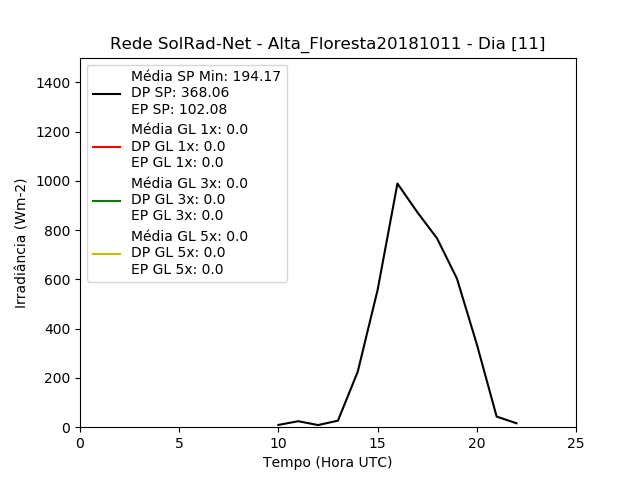 Rede SolRad-Net - Alta_Floresta20181011 - Dia [11]
Média SP Min: 194.17
DP SP: 368.06
EP SP: 102.08
Média GL 1x: 0.0
DP GL 1x: 0.0
EP GL 1x: 0.0
Média GL 3x: 0.0
DP GL 3x: 0.0
EP GL 3x: 0.0
Média GL 5x: 0.0
DP GL 5x: 0.0
EP GL 5x: 0.0
Irradiância (Wm-2)
1400
1200
1000
800
600
400
200
0
0 5 10 15 20 25
Tempo (Hora UTC)